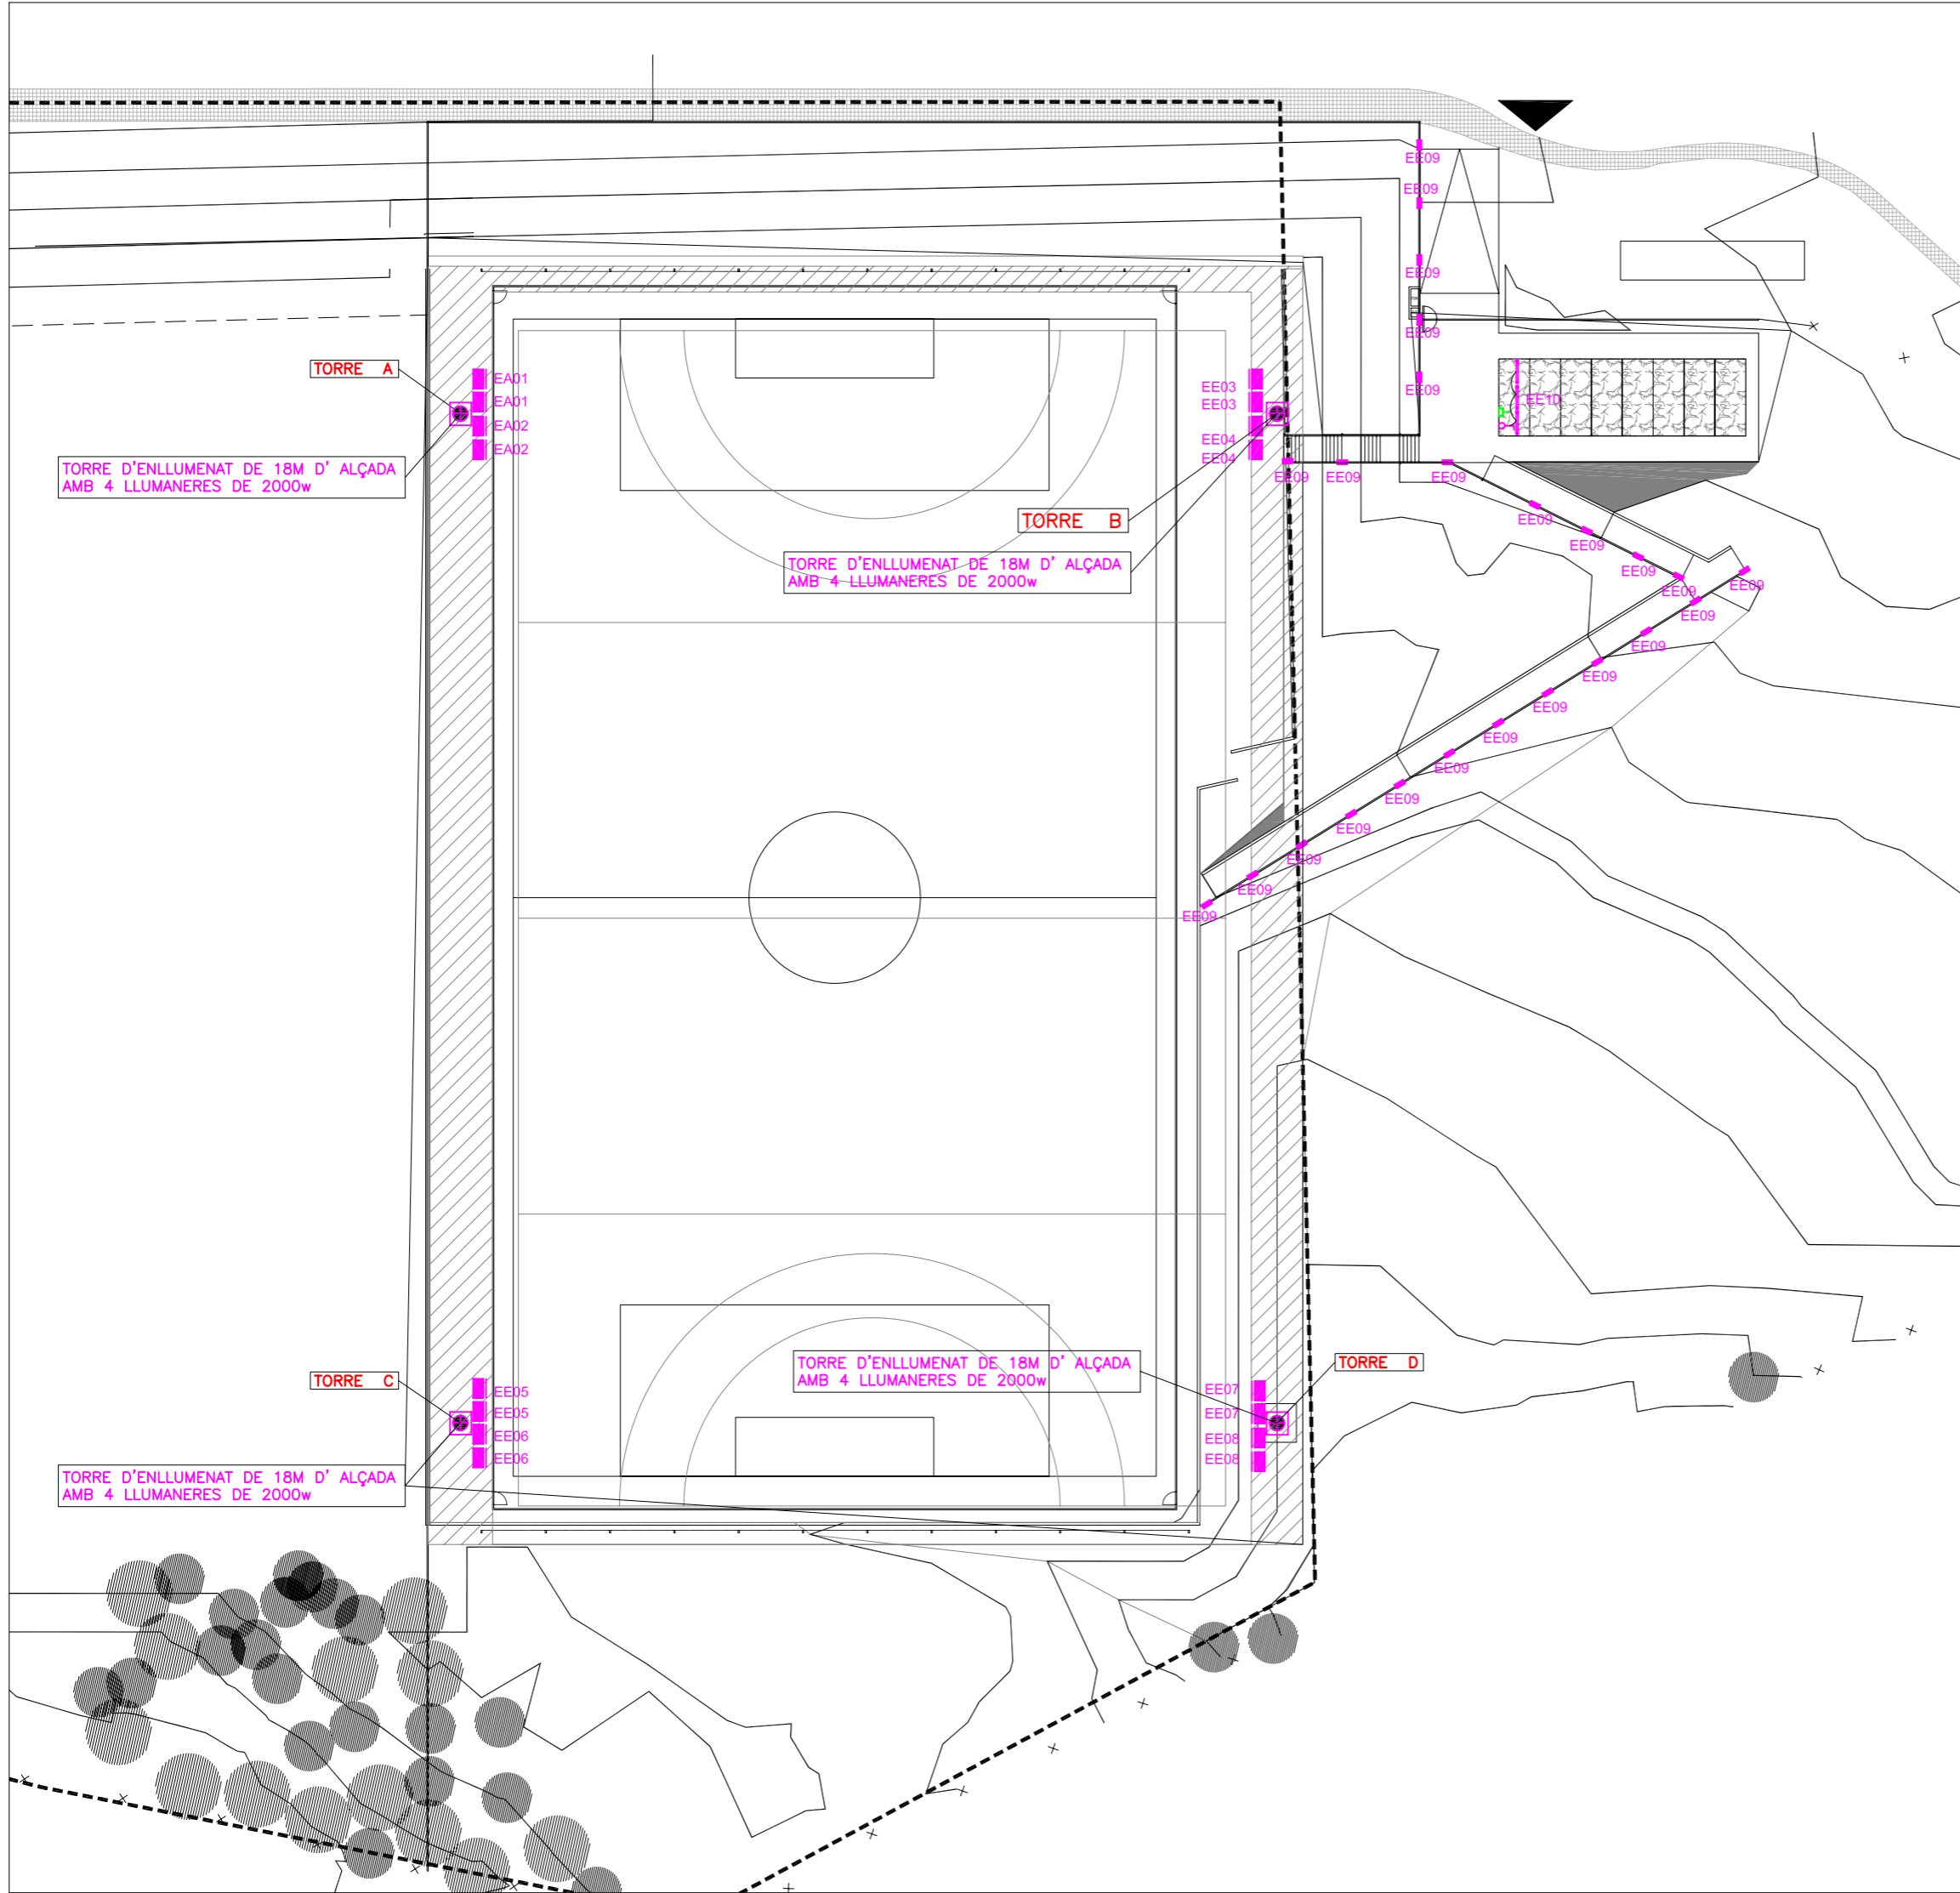 EE09
EE09
EE09
EE09
TORRE A
EA01
EA01
EA02
EA02
EE03
EE03
EE04
EE04
EE09
EE10
TORRE D'ENLLUMENAT DE 18M D' ALÇADA
AMB 4 LLUMANERES DE 2000w
EE09
EE09
EE09
TORRE B
EE09
EE09
TORRE D'ENLLUMENAT DE 18M D' ALÇADA
AMB 4 LLUMANERES DE 2000w
EE09
EE09
EE09
EE09
EE09
EE09
EE09
EE09
EE09
EE09
EE09
EE09
EE09
EE09
TORRE C
EE05
EE05
EE06
EE06
TORRE D'ENLLUMENAT DE 18M D' ALÇADA
AMB 4 LLUMANERES DE 2000w
TORRE D
EE07
EE07
EE08
EE08
TORRE D'ENLLUMENAT DE 18M D' ALÇADA
AMB 4 LLUMANERES DE 2000w